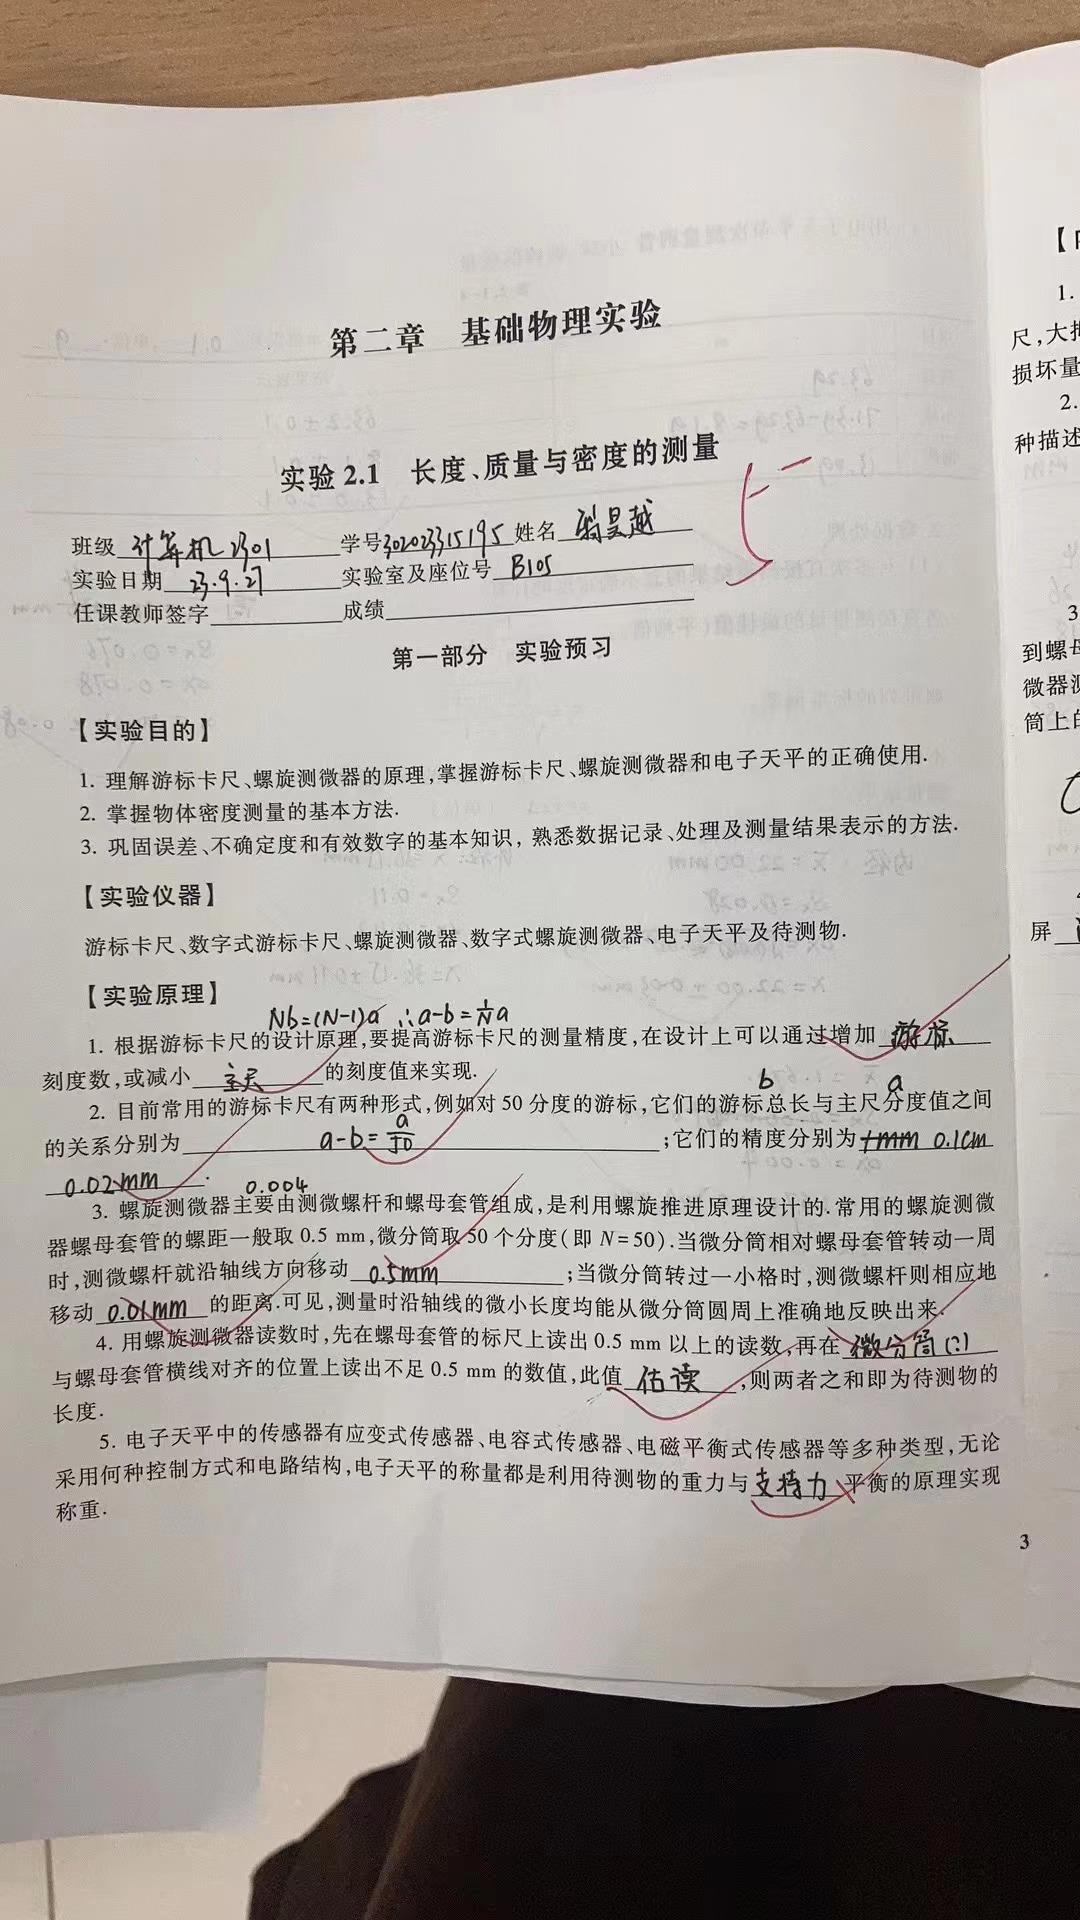 第二章 基础物理实验
实验2.1 长度、质量与密度的测量
班级 计算机2301 学号 302023315195 姓名 昊越
实验日期 23.9.27 实验室及座位号 B105
任课教师签字 成绩
第一部分 实验预习
【实验目的】
1. 理解游标卡尺、螺旋测微器的原理,掌握游标卡尺、螺旋测微器和电子天平的正确使用.
2. 掌握物体密度测量的基本方法.
3. 巩固误差、不确定度和有效数字的基本知识,熟悉数据记录、处理及测量结果表示的方法.
【实验仪器】
游标卡尺、数字式游标卡尺、螺旋测微器、数字式螺旋测微器、电子天平及待测物.
【实验原理】
Nb=(N-1)a ∴a-b=1/N a
1. 根据游标卡尺的设计原理,要提高游标卡尺的测量精度,在设计上可以通过增加 游标
刻度数,或减小 主尺 的刻度值来实现.
b a
2. 目前常用的游标卡尺有两种形式,例如对50分度的游标,它们的游标总长与主尺分度值之间
的关系分别为 a-b=a/50 ;它们的精度分别为 1mm 0.1cm
0.02mm . 0.004
3. 螺旋测微器主要由测微螺杆和螺母套管组成,是利用螺旋推进原理设计的.常用的螺旋测微
器螺母套管的螺距一般取0.5 mm,微分筒取50个分度(即N=50).当微分筒相对螺母套管转动一周
时,测微螺杆就沿轴线方向移动 0.5mm ;当微分筒转过一小格时,测微螺杆则相应地
移动 0.01mm 的距离.可见,测量时沿轴线的微小长度均能从微分筒圆周上准确地反映出来.
4. 用螺旋测微器读数时,先在螺母套管的标尺上读出0.5 mm以上的读数,再在 微分筒
与螺母套管横线对齐的位置上读出不足0.5 mm的数值,此值 估读 ,则两者之和即为待测物的
长度.
5. 电子天平中的传感器有应变式传感器、电容式传感器、电磁平衡式传感器等多种类型,无论
采用何种控制方式和电路结构,电子天平的称量都是利用待测物的重力与 支持力 平衡的原理实现
称重.
3
1.
尺,大
损坏量
2.
种描述
3
到螺母
微器测
筒上的
屏